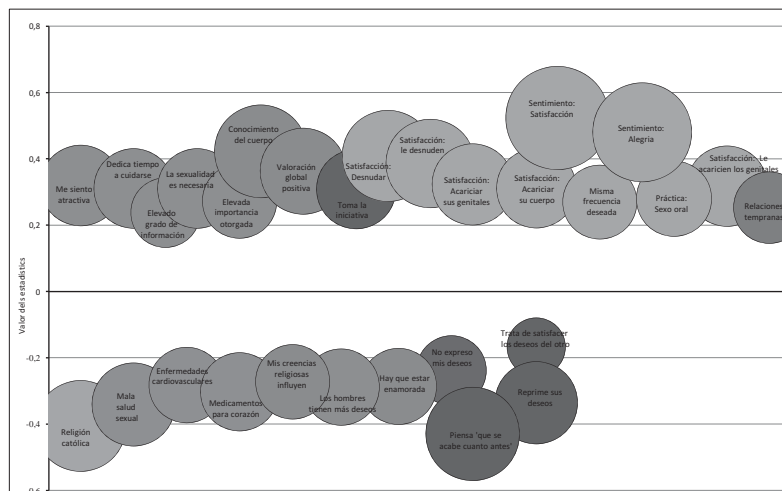 0,8
0,6
0,4
0,2
0
-0,2
-0,4
-0,6
Valor dels estadístics
Me siento
atractiva
Dedica tiempo
a cuidarse
Elevado
grado de
información
La sexualidad
es necesaria
Conocimiento
del cuerpo
Elevada
importancia
otorgada
Valoración
global
positiva
Toma la
iniciativa
Satisfacción:
Desnudar
Satisfacción:
le desnuden
Satisfacción:
Acariciar
sus genitales
Sentimiento:
Satisfacción
Satisfacción:
Acariciar
su cuerpo
Misma
frecuencia
deseada
Sentimiento:
Alegría
Práctica:
Sexo oral
Satisfacción: Le
acaricien los genitales
Relaciones
tempranas
Religión
católica
Mala
salud
sexual
Enfermedades
cardiovasculares
Medicamentos
para corazón
Mis creencias
religiosas
influyen
Los hombres
tienen más deseos
Hay que estar
enamorada
No expreso
mis deseos
Piensa 'que se
acabe cuanto antes'
Trata de satisfacer
los deseos del otro
Reprime sus
deseos